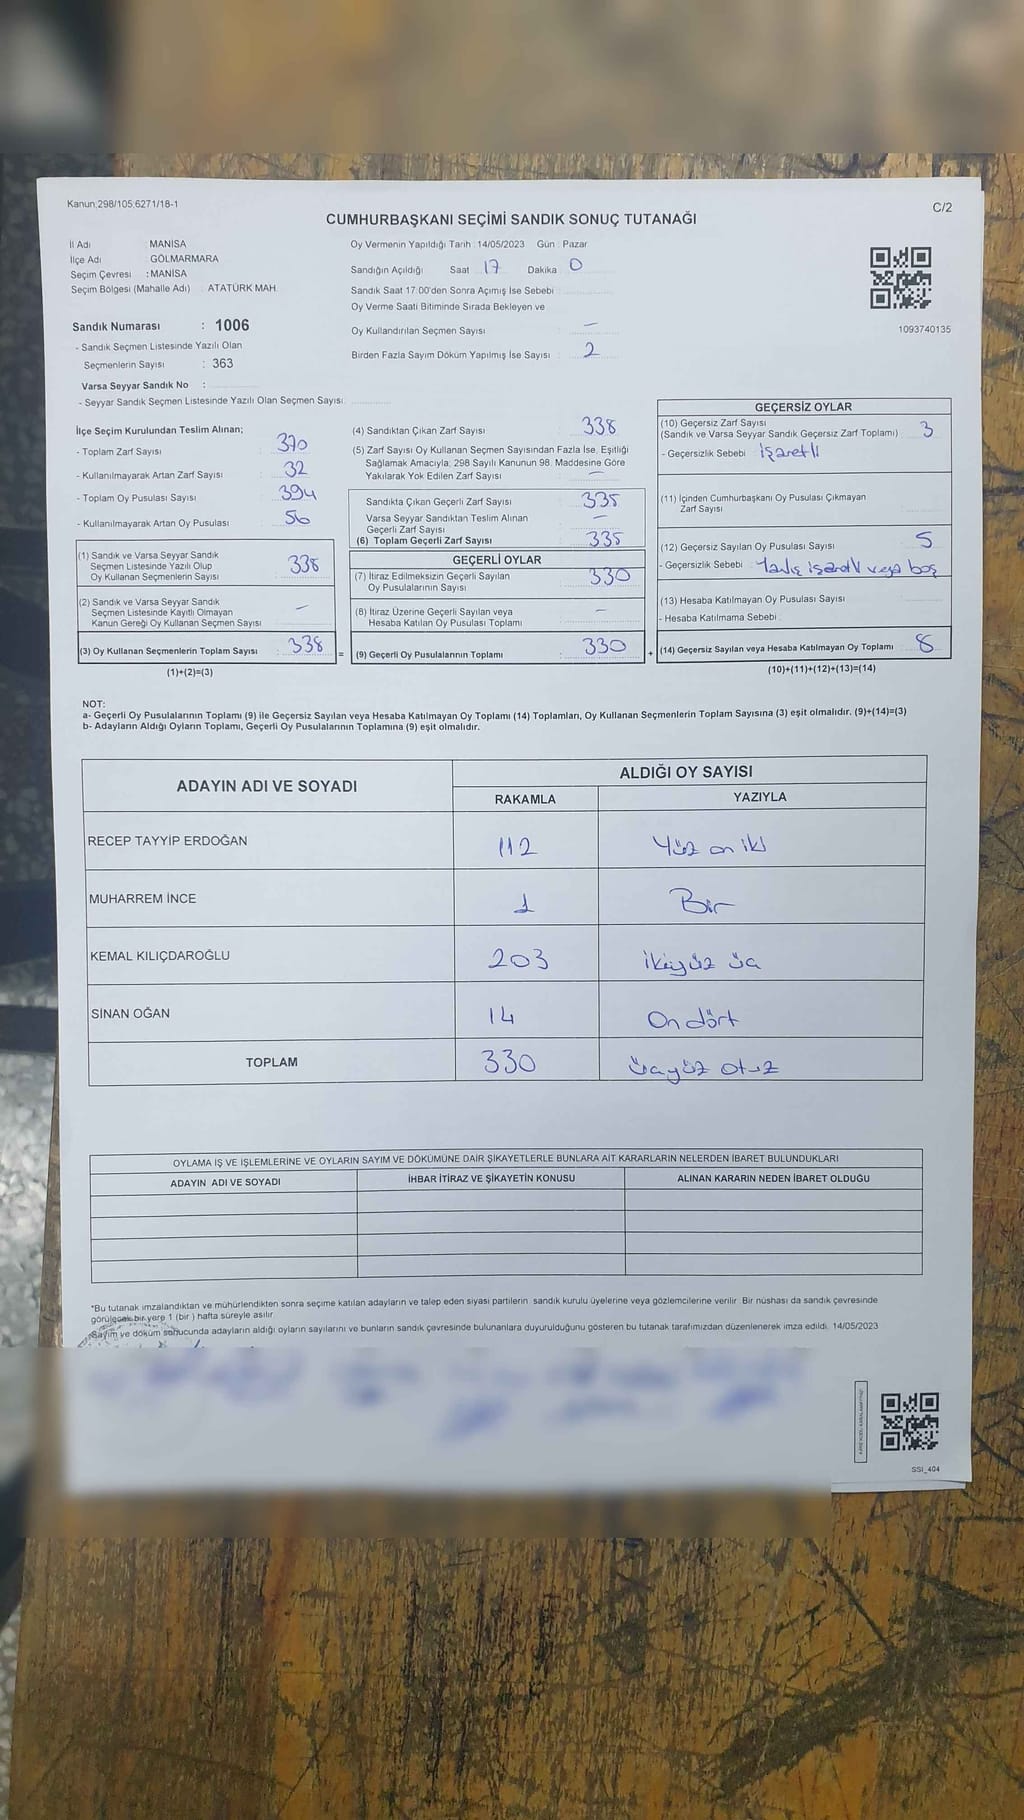 Kanun:298/105;6271/18-1
C/2
CUMHURBAŞKANI SEÇİMİ SANDIK SONUÇ TUTANAĞI
İl Adı : MANİSA
İlçe Adı : GÖLMARMARA
Seçim Çevresi : MANİSA
Seçim Bölgesi (Mahalle Adı) ATATÜRK MAH.
Oy Vermenin Yapıldığı Tarih : 14/05/2023 Gün : Pazar
Sandığın Açıldığı Saat 17 Dakika 0
Sandık Saat 17:00'den Sonra Açımış İse Sebebi
Oy Verme Saati Bitiminde Sırada Bekleyen ve
Oy Kullandırılan Seçmen Sayısı —
Birden Fazla Sayım Döküm Yapılmış İse Sayısı 2
1093740135
Sandık Numarası : 1006
- Sandık Seçmen Listesinde Yazılı Olan
Seçmenlerin Sayısı : 363
Varsa Seyyar Sandık No :
- Seyyar Sandık Seçmen Listesinde Yazılı Olan Seçmen Sayısı:
İlçe Seçim Kurulundan Teslim Alınan;
- Toplam Zarf Sayısı : 370
- Kullanılmayarak Artan Zarf Sayısı : 32
- Toplam Oy Pusulası Sayısı : 394
- Kullanılmayarak Artan Oy Pusulası : 56
(1) Sandık ve Varsa Seyyar Sandık
Seçmen Listesinde Yazılı Olup
Oy Kullanan Seçmenlerin Sayısı : 338
(2) Sandık ve Varsa Seyyar Sandık
Seçmen Listesinde Kayıtlı Olmayan
Kanun Gereği Oy Kullanan Seçmen Sayısı —
(3) Oy Kullanan Seçmenlerin Toplam Sayısı : 338
(1)+(2)=(3)
=
(4) Sandıktan Çıkan Zarf Sayısı : 338
(5) Zarf Sayısı Oy Kullanan Seçmen Sayısından Fazla İse, Eşitliği
Sağlamak Amacıyla; 298 Sayılı Kanunun 98. Maddesine Göre
Yakılarak Yok Edilen Zarf Sayısı : —
Sandıkta Çıkan Geçerli Zarf Sayısı : 335
Varsa Seyyar Sandıktan Teslim Alınan
Geçerli Zarf Sayısı —
(6) Toplam Geçerli Zarf Sayısı : 335
GEÇERLİ OYLAR
(7) İtiraz Edilmeksizin Geçerli Sayılan
Oy Pusulalarının Sayısı : 330
(8) İtiraz Üzerine Geçerli Sayılan veya
Hesaba Katılan Oy Pusulası Toplamı : —
(9) Geçerli Oy Pusulalarının Toplamı : 330
+
GEÇERSİZ OYLAR
(10) Geçersiz Zarf Sayısı
(Sandık ve Varsa Seyyar Sandık Geçersiz Zarf Toplamı) 3
- Geçersizlik Sebebi : işaretli
(11) İçinden Cumhurbaşkanı Oy Pusulası Çıkmayan
Zarf Sayısı
(12) Geçersiz Sayılan Oy Pusulası Sayısı 5
- Geçersizlik Sebebi : Yanlış işaretli veya boş
(13) Hesaba Katılmayan Oy Pusulası Sayısı
- Hesaba Katılmama Sebebi :
(14) Geçersiz Sayılan veya Hesaba Katılmayan Oy Toplamı : 8
(10)+(11)+(12)+(13)=(14)
NOT:
a- Geçerli Oy Pusulalarının Toplamı (9) ile Geçersiz Sayılan veya Hesaba Katılmayan Oy Toplamı (14) Toplamları, Oy Kullanan Seçmenlerin Toplam Sayısına (3) eşit olmalıdır. (9)+(14)=(3)
b- Adayların Aldığı Oyların Toplamı, Geçerli Oy Pusulalarının Toplamına (9) eşit olmalıdır.
ADAYIN ADI VE SOYADI ALDIĞI OY SAYISI
RAKAMLA YAZIYLA
RECEP TAYYİP ERDOĞAN 112 Yüz on iki
MUHARREM İNCE 1 Bir
KEMAL KILIÇDAROĞLU 203 ikiyüz üç
SİNAN OĞAN 14 On dört
TOPLAM 330 üçyüz otuz
OYLAMA İŞ VE İŞLEMLERİNE VE OYLARIN SAYIM VE DÖKÜMÜNE DAİR ŞİKAYETLERLE BUNLARA AİT KARARLARIN NELERDEN İBARET BULUNDUKLARI
ADAYIN ADI VE SOYADI İHBAR İTİRAZ VE ŞİKAYETİN KONUSU ALINAN KARARIN NEDEN İBARET OLDUĞU
*Bu tutanak imzalandıktan ve mühürlendikten sonra seçime katılan adayların ve talep eden siyasi partilerin sandık kurulu üyelerine veya gözlemcilerine verilir. Bir nüshası da sandık çevresinde
görülecek bir yere 1 (bir) hafta süreyle asılır.
Sayım ve döküm sonucunda adayların aldığı oyların sayılarını ve bunların sandık çevresinde bulunanlara duyurulduğunu gösteren bu tutanak tarafımızdan düzenlenerek imza edildi. 14/05/2023
SSI_404